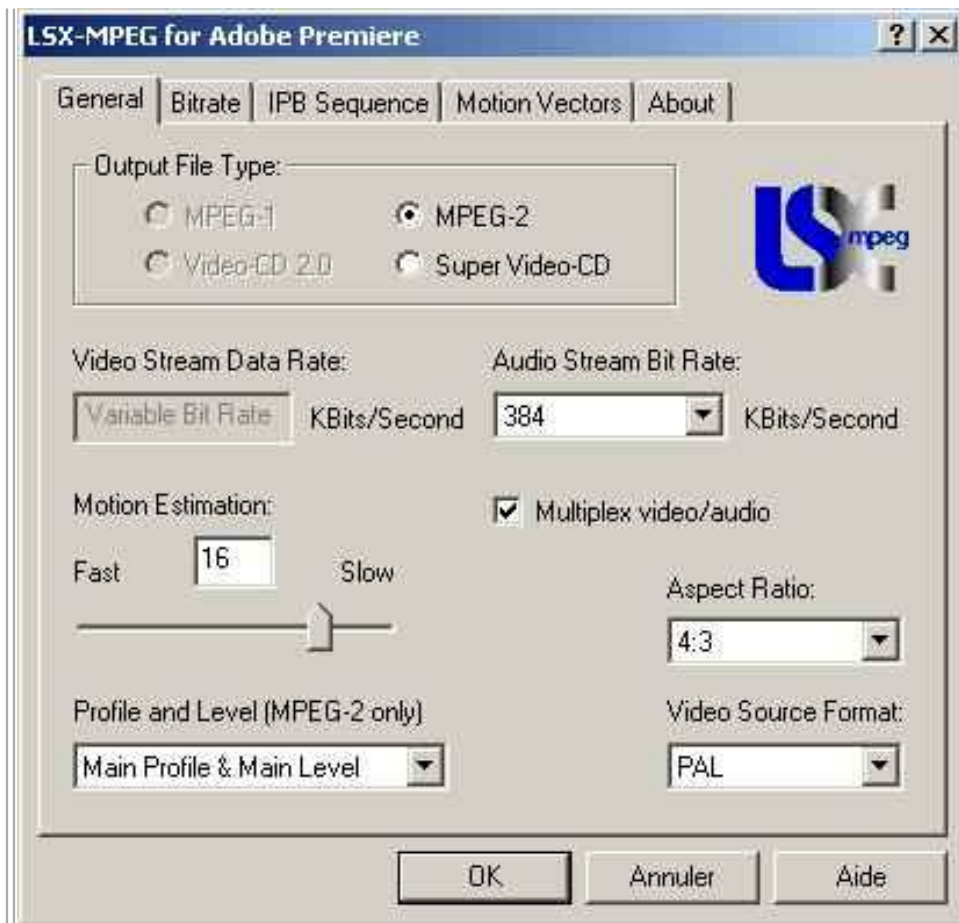 LSX-MPEG for Adobe Premiere
General Bitrate IPB Sequence Motion Vectors About
Output File Type:
MPEG-1 MPEG-2
Video-CD 2.0 Super Video-CD
LSX mpeg
Video Stream Data Rate: Audio Stream Bit Rate:
Variable Bit Rate KBits/Second 384 KBits/Second
Motion Estimation: Multiplex video/audio
Fast 16 Slow
Aspect Ratio:
4:3
Profile and Level (MPEG-2 only) Video Source Format:
Main Profile & Main Level PAL
OK Annuler Aide